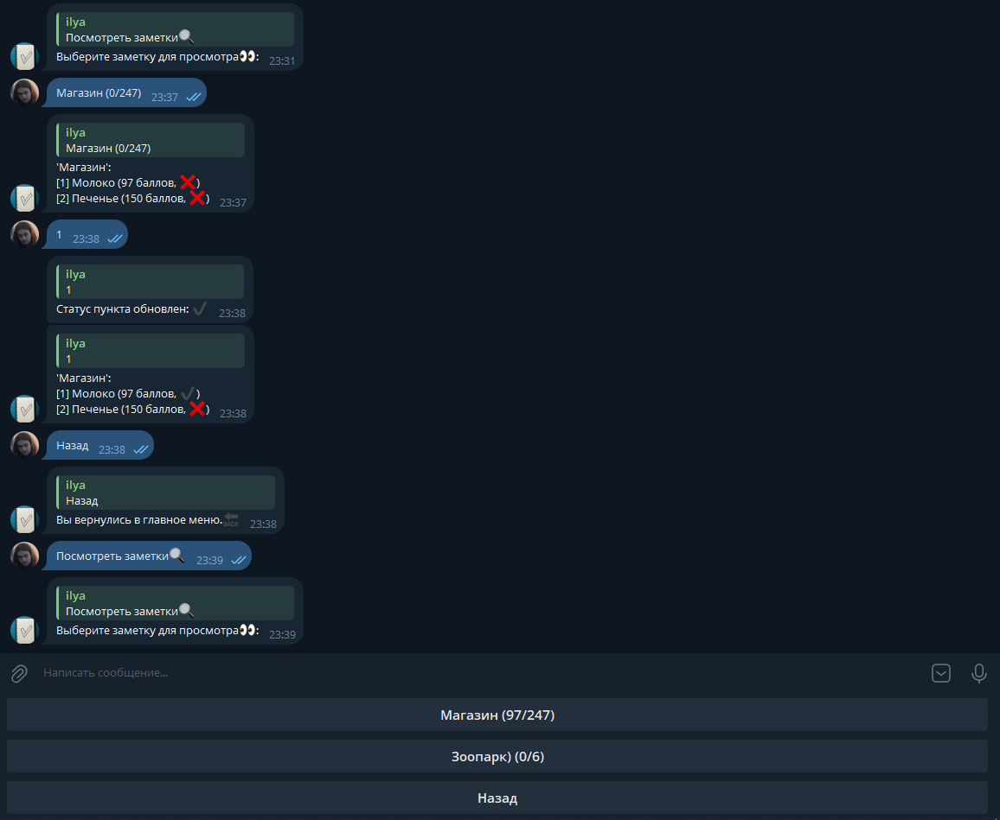 ilya
Посмотреть заметки🔍
Выберите заметку для просмотра👀: 23:31
Магазин (0/247) 23:37
ilya
Магазин (0/247)
'Магазин':
[1] Молоко (97 баллов, ❌)
[2] Печенье (150 баллов, ❌) 23:37
1 23:38
ilya
1
Статус пункта обновлен: ✔️ 23:38
ilya
1
'Магазин':
[1] Молоко (97 баллов, ✔️)
[2] Печенье (150 баллов, ❌) 23:38
Назад 23:38
ilya
Назад
Вы вернулись в главное меню.🔙 23:38
Посмотреть заметки🔍 23:39
ilya
Посмотреть заметки🔍
Выберите заметку для просмотра👀: 23:39
Написать сообщение...
Магазин (97/247)
Зоопарк) (0/6)
Назад